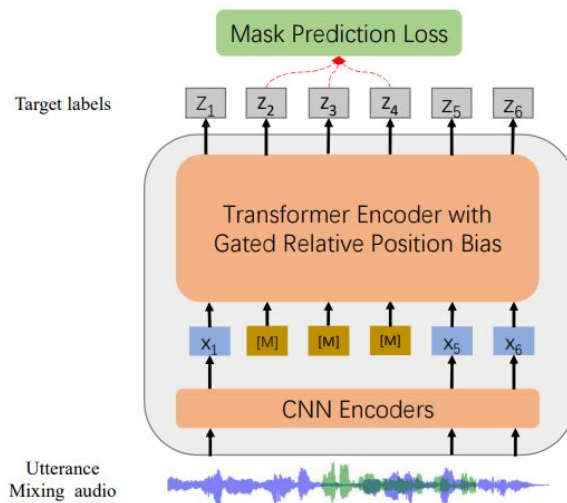 Mask Prediction Loss
Target labels
Z1 z2 z3 z4 Z5 Z6
Transformer Encoder with
Gated Relative Position Bias
x1 [M] [M] [M] x5 x6
CNN Encoders
Utterance
Mixing audio